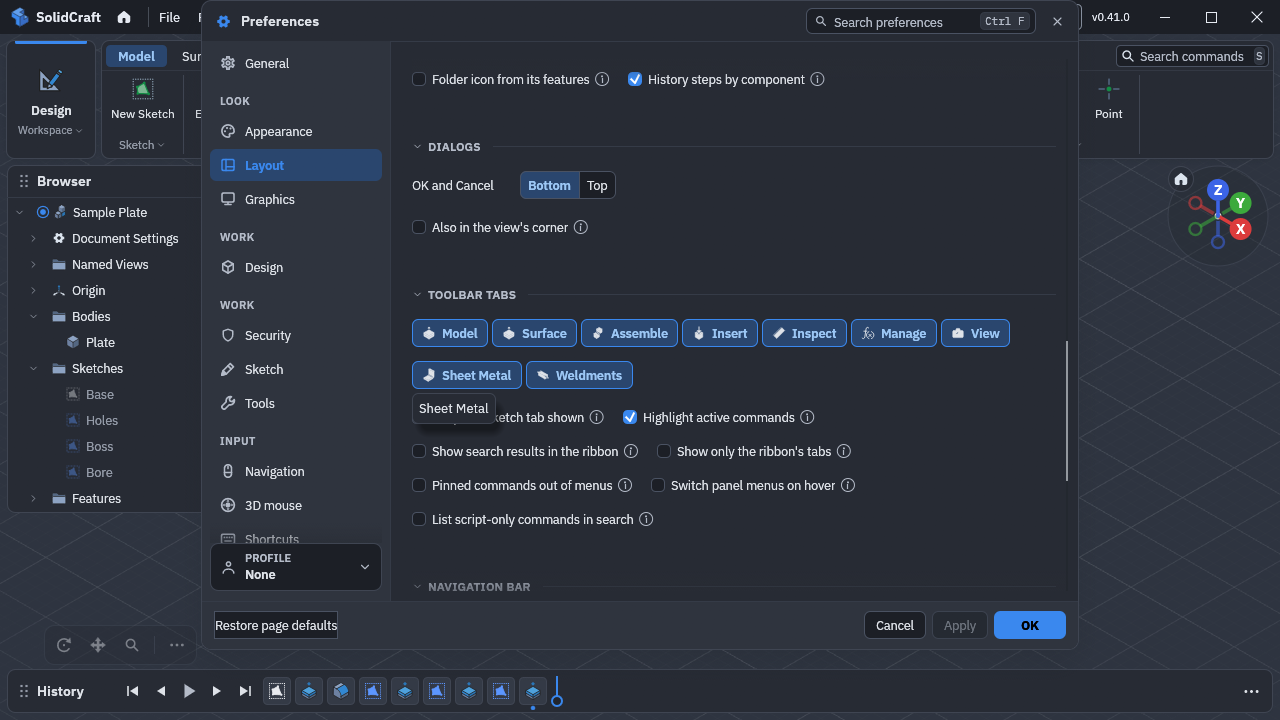 SolidCraft
File
Preferences
Search preferences
Ctrl F
v0.41.0
Design
Workspace
Model
New Sketch
Sketch
Search commands
S
Point
Browser
Sample Plate
Document Settings
Named Views
Origin
Bodies
Plate
Sketches
Base
Holes
Boss
Bore
Features
General
LOOK
Appearance
Layout
Graphics
WORK
Design
WORK
Security
Sketch
Tools
INPUT
Navigation
3D mouse
Shortcuts
PROFILE
None
Folder icon from its features
History steps by component
DIALOGS
OK and Cancel
Bottom
Top
Also in the view's corner
TOOLBAR TABS
Model
Surface
Assemble
Insert
Inspect
Manage
View
Sheet Metal
Weldments
Sheet Metal
tab shown
Highlight active commands
Show search results in the ribbon
Show only the ribbon's tabs
Pinned commands out of menus
Switch panel menus on hover
List script-only commands in search
NAVIGATION BAR
Restore page defaults
Cancel
Apply
OK
Z
Y
X
History